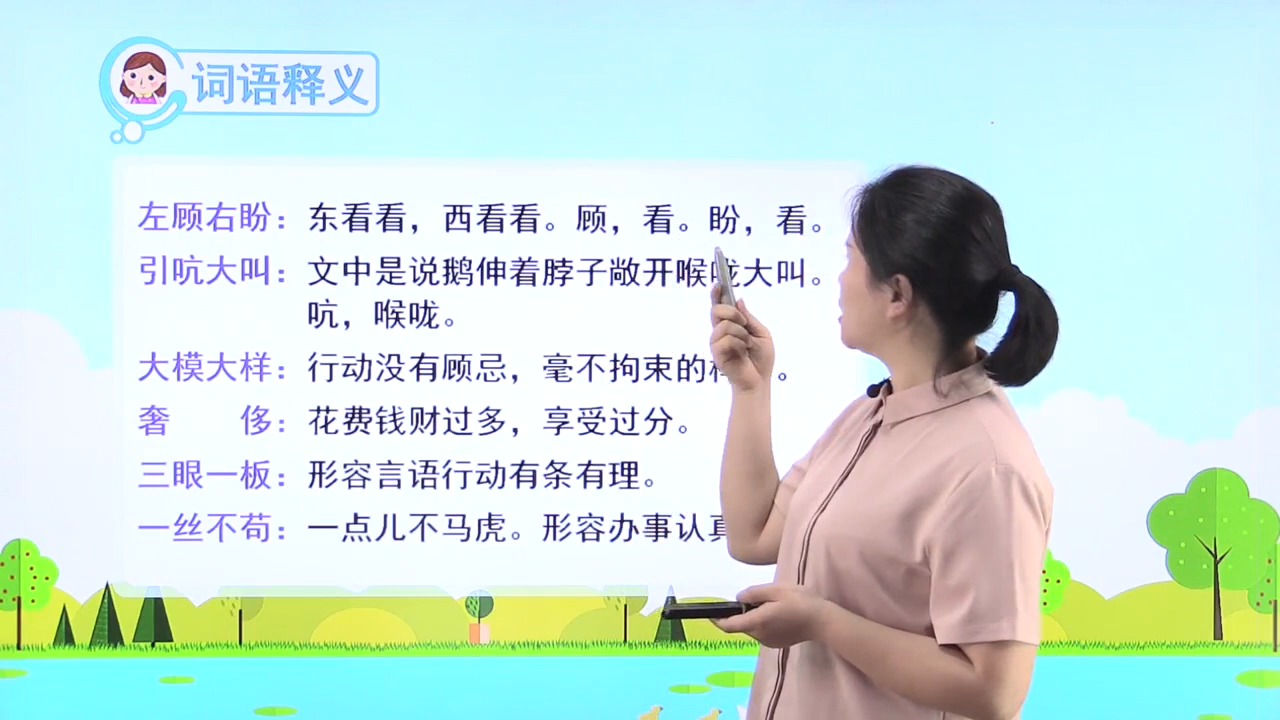 词语释义
左顾右盼：东看看，西看看。顾，看。盼，看。
引吭大叫：文中是说鹅伸着脖子敞开喉咙大叫。
吭，喉咙。
大模大样：行动没有顾忌，毫不拘束的样。
奢侈：花费钱财过多，享受过分。
三眼一板：形容言语行动有条有理。
一丝不苟：一点儿不马虎。形容办事认真